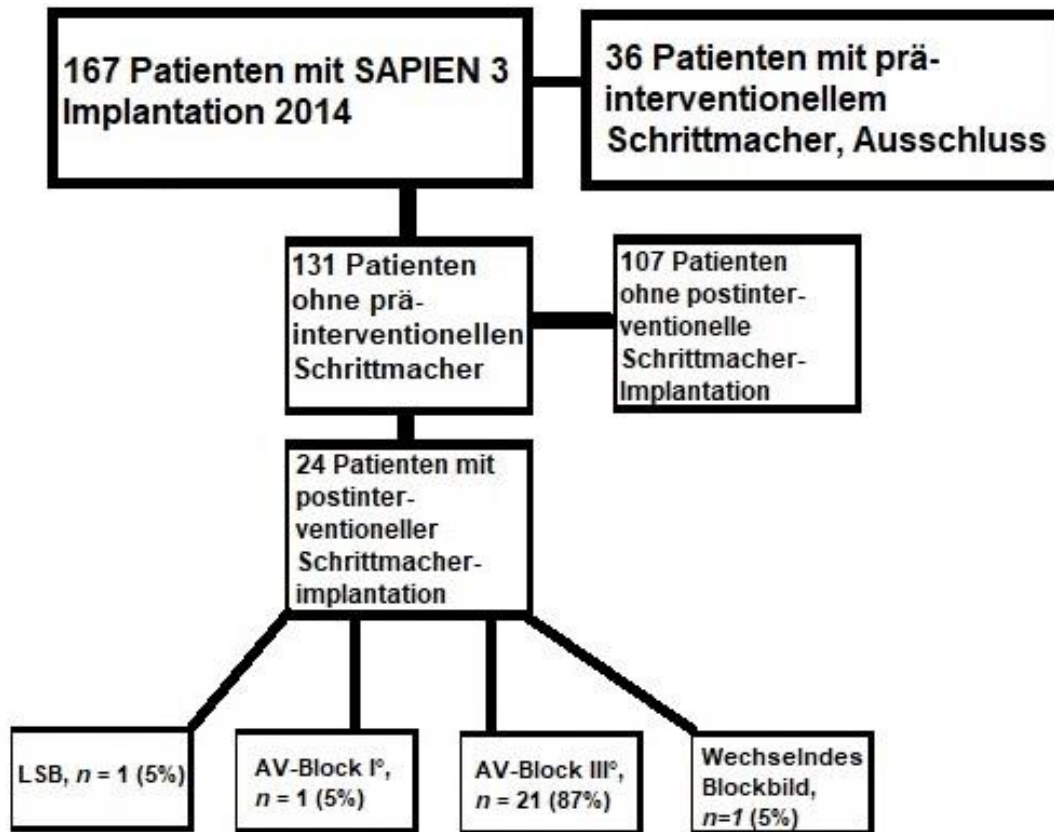 167 Patienten mit SAPIEN 3
Implantation 2014
36 Patienten mit prä-
interventionellem
Schrittmacher, Ausschluss
131 Patienten
ohne prä-
interventionellen
Schrittmacher
107 Patienten
ohne postinter-
ventionelle
Schrittmacher-
Implantation
24 Patienten mit
postinter-
ventioneller
Schrittmacher-
implantation
LSB, n = 1 (5%)
AV-Block I°,
n = 1 (5%)
AV-Block III°,
n = 21 (87%)
Wechselndes
Blockbild,
n=1 (5%)